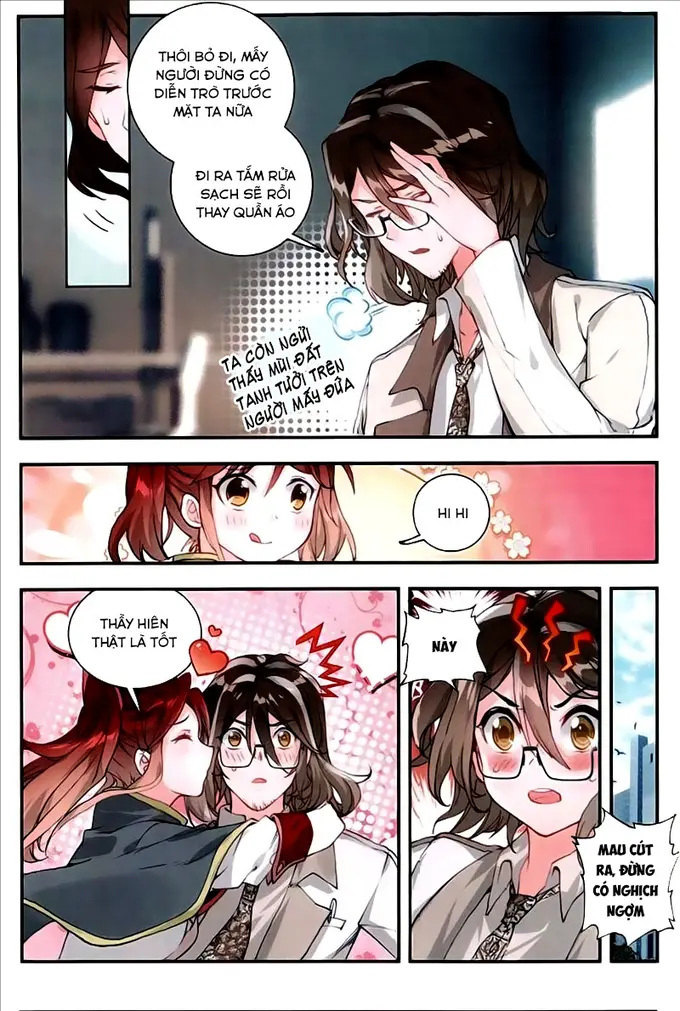 THÔI BỎ ĐI, MẤY
NGƯỜI ĐỪNG CÓ
DIỄN TRÒ TRƯỚC
MẶT TA NỮA
ĐI RA TẮM RỬA
SẠCH SẼ RỒI
THAY QUẦN ÁO
TA CÒN NGỬI
THẤY MÙI ĐẤT
TANH TƯỞI TRÊN
NGƯỜI MẤY ĐỨA
HI HI
THẦY HIÊN
THẬT LÀ TỐT
NÀY
MAU CÚT
RA, ĐỪNG
CÓ NGHỊCH
NGỢM